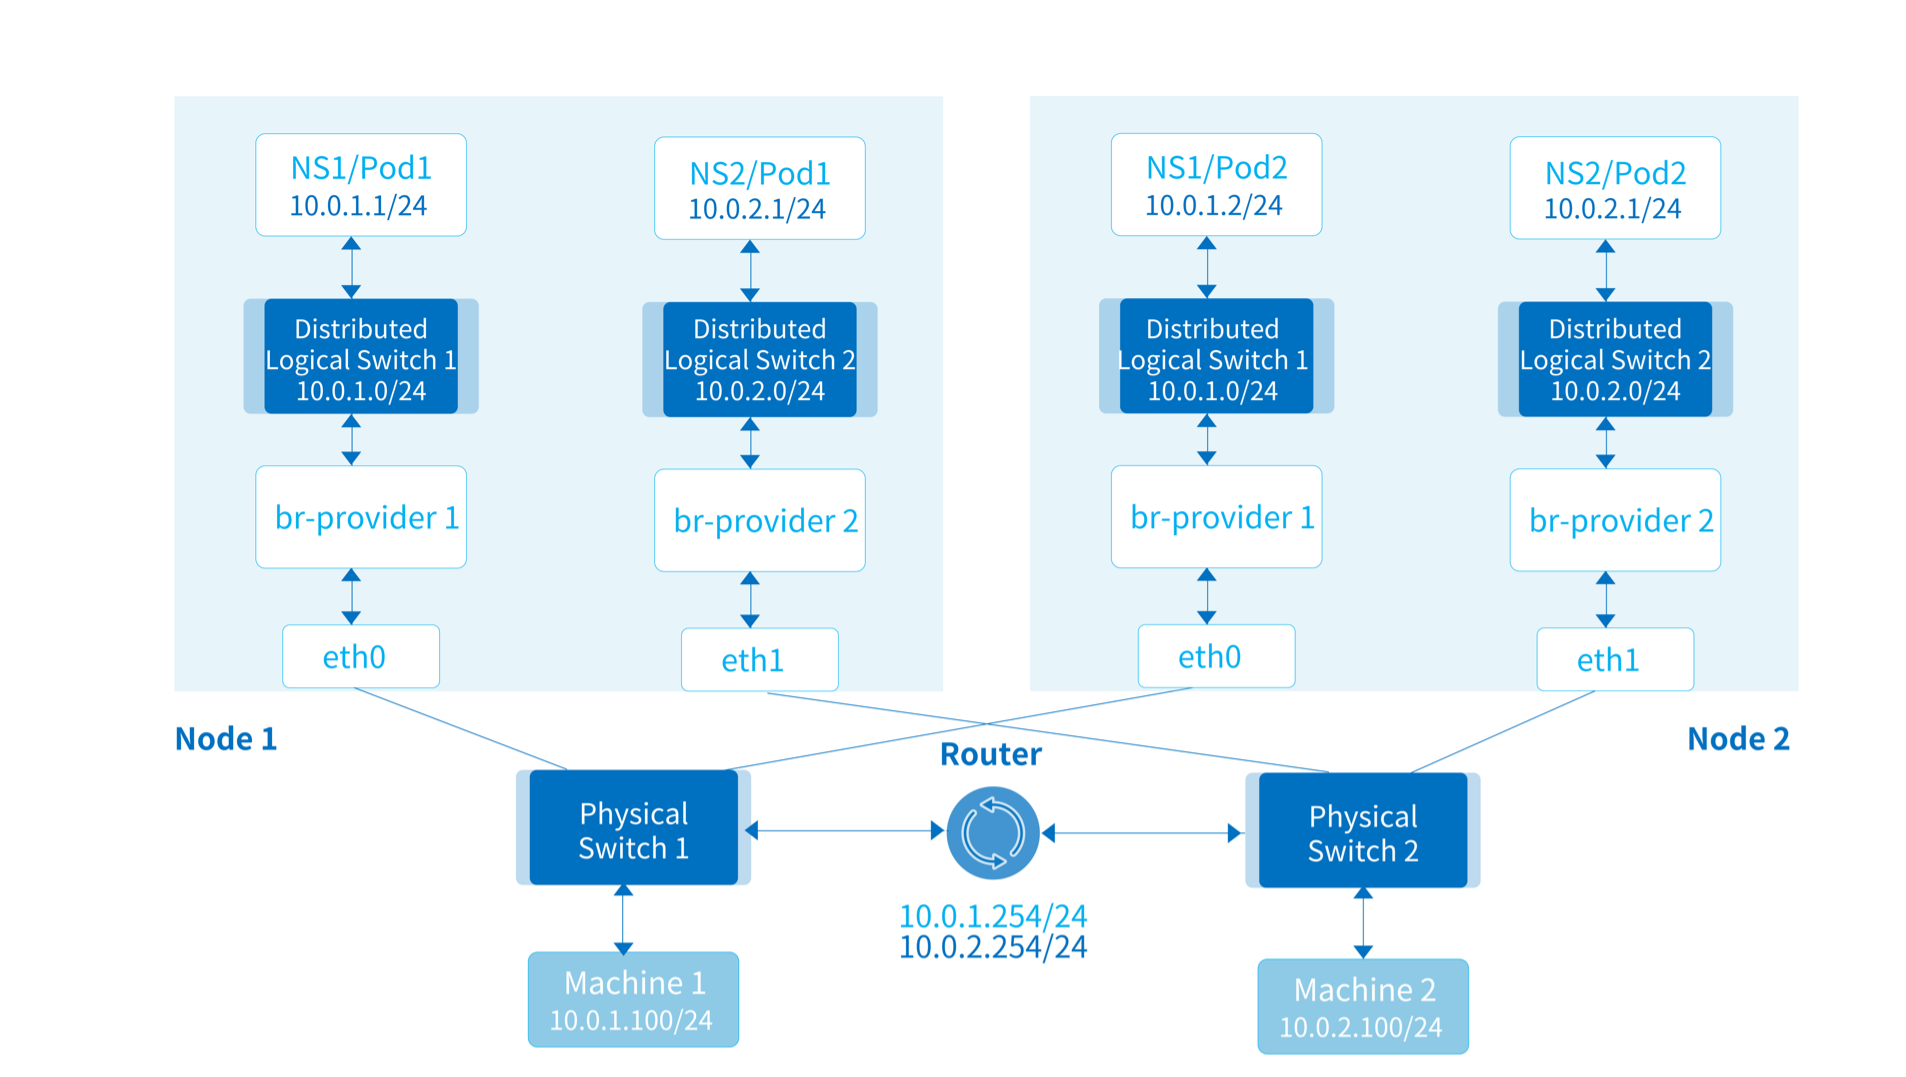 NS1/Pod1
10.0.1.1/24
NS2/Pod1
10.0.2.1/24
NS1/Pod2
10.0.1.2/24
NS2/Pod2
10.0.2.1/24
Distributed
Logical Switch 1
10.0.1.0/24
Distributed
Logical Switch 2
10.0.2.0/24
Distributed
Logical Switch 1
10.0.1.0/24
Distributed
Logical Switch 2
10.0.2.0/24
br-provider 1
br-provider 2
br-provider 1
br-provider 2
eth0
eth1
eth0
eth1
Node 1
Node 2
Router
Physical
Switch 1
Physical
Switch 2
10.0.1.254/24
10.0.2.254/24
Machine 1
10.0.1.100/24
Machine 2
10.0.2.100/24